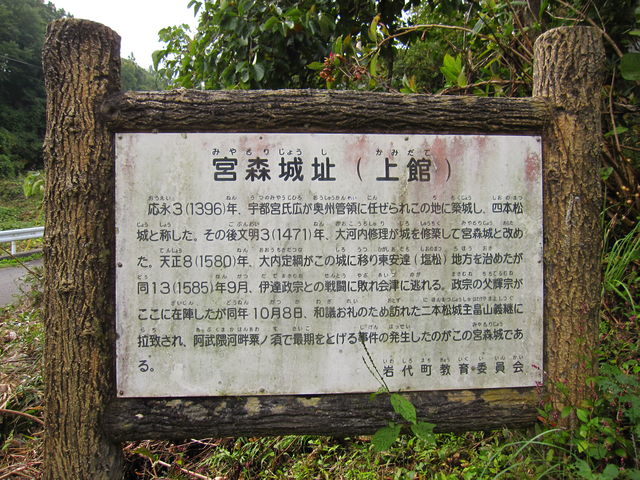 宮森城址（上館）
応永3(1396)年、宇都宮氏広が奥州管領に任ぜられこの地に築城し、四本松
城と称した。その後文明3(1471)年、大河内修理が城を修築して宮森城と改め
た。天正8(1580)年、大内定綱がこの城に移り東安達（塩松）地方を治めたが
同13(1585)年9月、伊達政宗との戦闘に敗れ会津に逃れる。政宗の父輝宗が
ここに在陣したが同年10月8日、和議お礼のため訪れた二本松城主畠山義継に
拉致され、阿武隈河畔粟ノ須で最期をとげる事件の発生したのがこの宮森城であ
る。
岩代町教育委員会